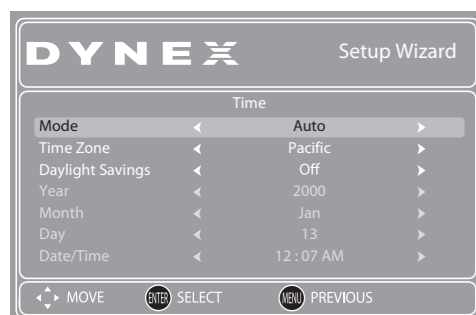 DYNEX Setup Wizard
Time
Mode Auto
Time Zone Pacific
Daylight Savings Off
Year 2000
Month Jan
Day 13
Date/Time 12 : 07 AM
MOVE ENTER SELECT MENU PREVIOUS